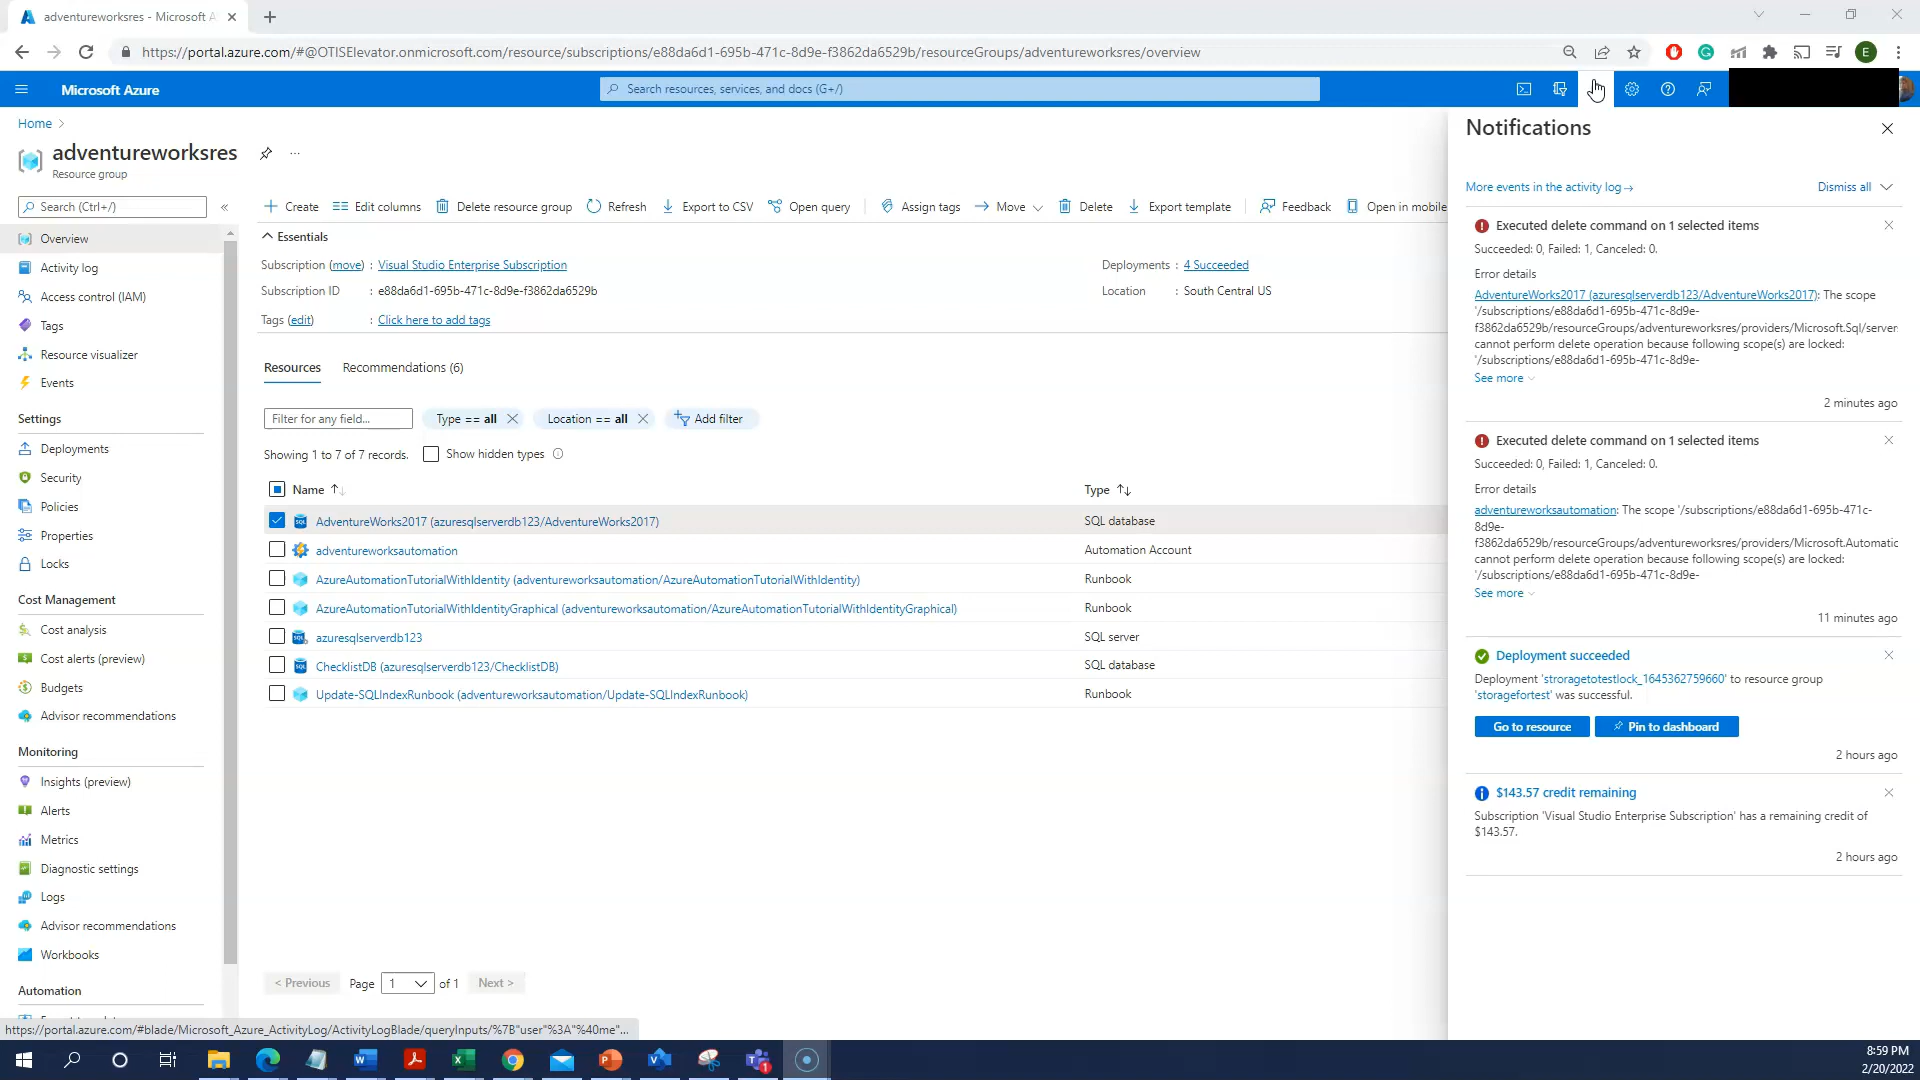 adventureworksres - Microsoft A
https://portal.azure.com/#@OTISElevator.onmicrosoft.com/resource/subscriptions/e88da6d1-695b-471c-8d9e-f3862da6529b/resourceGroups/adventureworksres/overview
E
Microsoft Azure
Search resources, services, and docs (G+/)
Home >
adventureworksres
...
Resource group
Search (Ctrl+/)
«
Overview
Activity log
Access control (IAM)
Tags
Resource visualizer
Events
Settings
Deployments
Security
Policies
Properties
Locks
Cost Management
Cost analysis
Cost alerts (preview)
Budgets
Advisor recommendations
Monitoring
Insights (preview)
Alerts
Metrics
Diagnostic settings
Logs
Advisor recommendations
Workbooks
Automation
Create Edit columns Delete resource group Refresh Export to CSV Open query Assign tags Move Delete Export template Feedback Open in mobile
Essentials
Subscription (move) : Visual Studio Enterprise Subscription
Subscription ID : e88da6d1-695b-471c-8d9e-f3862da6529b
Tags (edit) : Click here to add tags
Deployments : 4 Succeeded
Location : South Central US
Resources Recommendations (6)
Filter for any field... Type == all Location == all Add filter
Showing 1 to 7 of 7 records. Show hidden types
Name Type
AdventureWorks2017 (azuresqlserverdb123/AdventureWorks2017) SQL database
adventureworksautomation Automation Account
AzureAutomationTutorialWithIdentity (adventureworksautomation/AzureAutomationTutorialWithIdentity) Runbook
AzureAutomationTutorialWithIdentityGraphical (adventureworksautomation/AzureAutomationTutorialWithIdentityGraphical) Runbook
azuresqlserverdb123 SQL server
ChecklistDB (azuresqlserverdb123/ChecklistDB) SQL database
Update-SQLIndexRunbook (adventureworksautomation/Update-SQLIndexRunbook) Runbook
< Previous Page 1 of 1 Next >
Notifications
More events in the activity log → Dismiss all
Executed delete command on 1 selected items
Succeeded: 0, Failed: 1, Canceled: 0.
Error details
AdventureWorks2017 (azuresqlserverdb123/AdventureWorks2017): The scope
'/subscriptions/e88da6d1-695b-471c-8d9e-
f3862da6529b/resourceGroups/adventureworksres/providers/Microsoft.Sql/server
cannot perform delete operation because following scope(s) are locked:
'/subscriptions/e88da6d1-695b-471c-8d9e-
See more
2 minutes ago
Executed delete command on 1 selected items
Succeeded: 0, Failed: 1, Canceled: 0.
Error details
adventureworksautomation: The scope '/subscriptions/e88da6d1-695b-471c-
8d9e-
f3862da6529b/resourceGroups/adventureworksres/providers/Microsoft.Automatic
cannot perform delete operation because following scope(s) are locked:
'/subscriptions/e88da6d1-695b-471c-8d9e-
See more
11 minutes ago
Deployment succeeded
Deployment 'stroragetotestlock_1645362759660' to resource group
'storagefortest' was successful.
Go to resource Pin to dashboard
2 hours ago
$143.57 credit remaining
Subscription 'Visual Studio Enterprise Subscription' has a remaining credit of
$143.57.
2 hours ago
https://portal.azure.com/#blade/Microsoft_Azure_ActivityLog/ActivityLogBlade/queryInputs/%7B"user"%3A"%40me"...
8:59 PM
2/20/2022